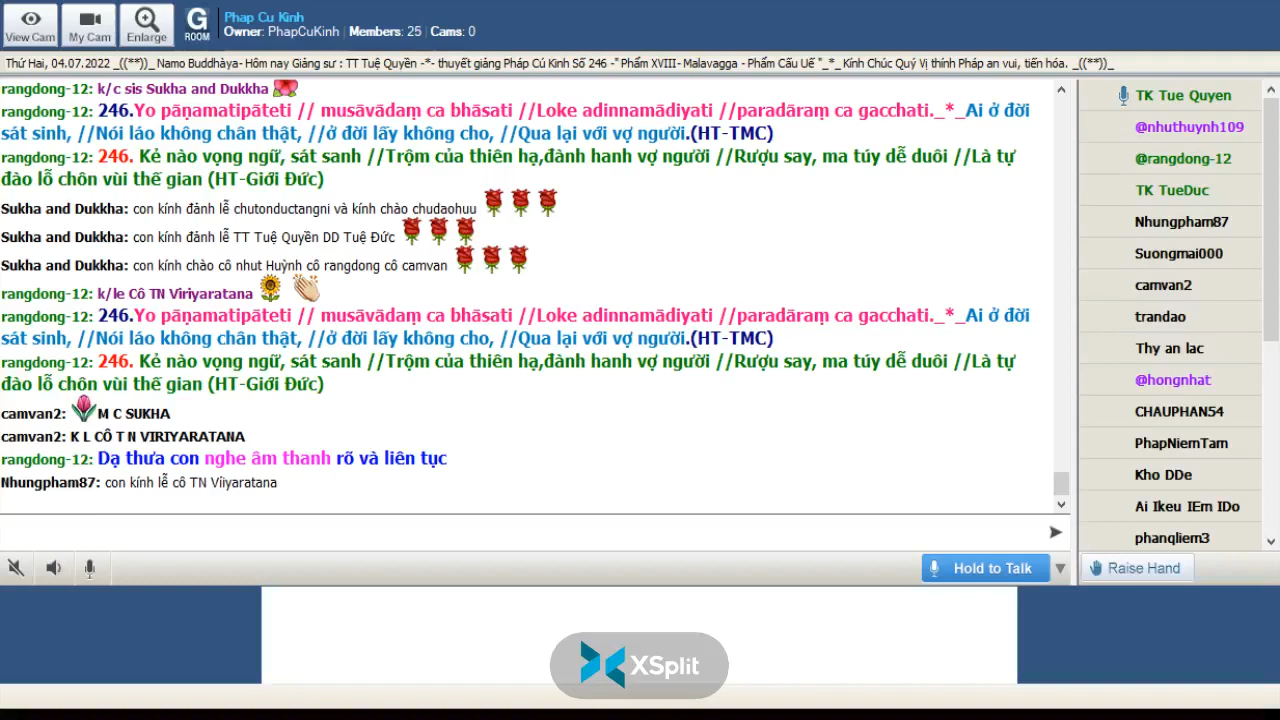 View Cam
My Cam
Enlarge
G
ROOM
Phap Cu Kinh
Owner: PhapCuKinh | Members: 25 | Cams: 0
Thứ Hai, 04.07.2022 _((**))_ Namo Buddhàya- Hôm nay Giảng sư : TT Tuệ Quyền -*- thuyết giảng Pháp Cú Kinh Số 246 -" Phẩm XVIII- Malavagga - Phẩm Cấu Uế "_*_ Kính Chúc Quý Vị thính Pháp an vui, tiến hóa. _((**))_
rangdong-12: k/c sis Sukha and Dukkha
rangdong-12: 246.Yo pāṇamatipāteti // musāvādaṃ ca bhāsati //Loke adinnamādiyati //paradāraṃ ca gacchati._*_Ai ở đời
sát sinh, //Nói láo không chân thật, //ở đời lấy không cho, //Qua lại với vợ người.(HT-TMC)
rangdong-12: 246. Kẻ nào vọng ngữ, sát sanh //Trộm của thiên hạ,đành hanh vợ người //Rượu say, ma túy dễ duôi //Là tự
đào lỗ chôn vùi thế gian (HT-Giới Đức)
Sukha and Dukkha: con kính đảnh lễ chutonductangni và kính chào chudaohuu
Sukha and Dukkha: con kính đảnh lễ TT Tuệ Quyền DD Tuệ Đức
Sukha and Dukkha: con kính chào cô nhut Huỳnh cô rangdong cô camvan
rangdong-12: k/le Cô TN Viriyaratana
rangdong-12: 246.Yo pāṇamatipāteti // musāvādaṃ ca bhāsati //Loke adinnamādiyati //paradāraṃ ca gacchati._*_Ai ở đời
sát sinh, //Nói láo không chân thật, //ở đời lấy không cho, //Qua lại với vợ người.(HT-TMC)
rangdong-12: 246. Kẻ nào vọng ngữ, sát sanh //Trộm của thiên hạ,đành hanh vợ người //Rượu say, ma túy dễ duôi //Là tự
đào lỗ chôn vùi thế gian (HT-Giới Đức)
camvan2: M C SUKHA
camvan2: K L CÔ T N VIRIYARATANA
rangdong-12: Dạ thưa con nghe âm thanh rõ và liên tục
Nhungpham87: con kính lễ cô TN Viiyaratana
TK Tue Quyen
@nhuthuynh109
@rangdong-12
TK TueDuc
Nhungpham87
Suongmai000
camvan2
trandao
Thy an lac
@hongnhat
CHAUPHAN54
PhapNiemTam
Kho DDe
Ai Ikeu IEm IDo
phanqliem3
Hold to Talk
Raise Hand
XSplit